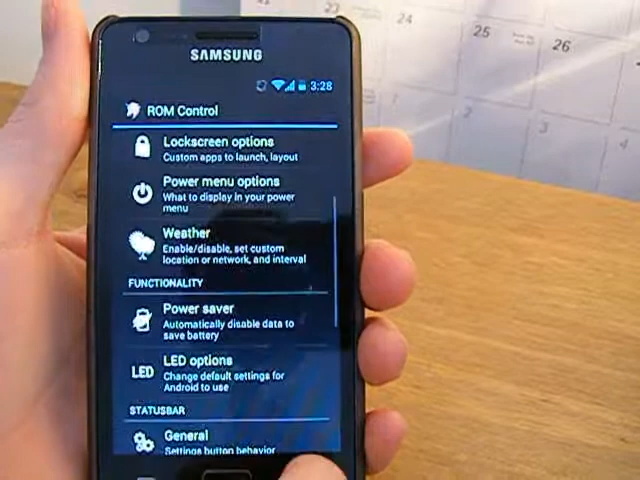 23
24
25
26
1
2
3
4
SAMSUNG
3:28
ROM Control
Lockscreen options
Custom apps to launch, layout
Power menu options
What to display in your power
menu
Weather
Enable/disable, set custom
location or network, and interval
FUNCTIONALITY
Power saver
Automatically disable data to
save battery
LED
LED options
Change default settings for
Android to use
STATUSBAR
General
Settings button behavior